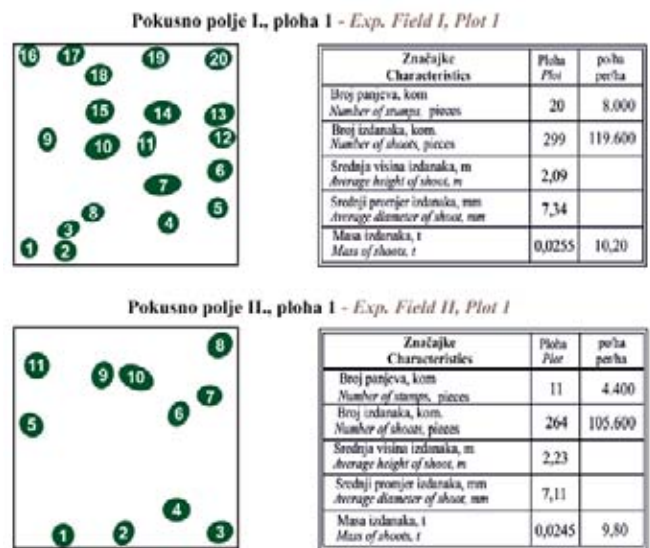 Pokusno polje I., ploha 1 - Exp. Field I, Plot 1
16 17 19 20
18
15 14 13
9 10 11 12
6
7
8 5
3 4
1 2
Značajke Ploha po/ha
Characteristics Plot per/ha
Broj panjeva, kom
Number of stumps, pieces
20 8.000
Broj izdanaka, kom.
Number of shoots, pieces
299 119.600
Srednja visina izdanaka, m
Average height of shoot, m
2,09
Srednji promjer izdanaka, mm
Average diameter of shoot, mm
7,34
Masa izdanaka, t
Mass of shoots, t
0,0255 10,20
Pokusno polje II., ploha 1 - Exp. Field II, Plot 1
8
11 9 10
7
6
5
4
1 2 3
Značajke Ploha po/ha
Characteristics Plot per/ha
Broj panjeva, kom
Number of stumps, pieces
11 4.400
Broj izdanaka, kom.
Number of shoots, pieces
264 105.600
Srednja visina izdanaka, m
Average height of shoot, m
2,23
Srednji promjer izdanaka, mm
Average diameter of shoot, mm
7,11
Masa izdanaka, t
Mass of shoots, t
0,0245 9,80